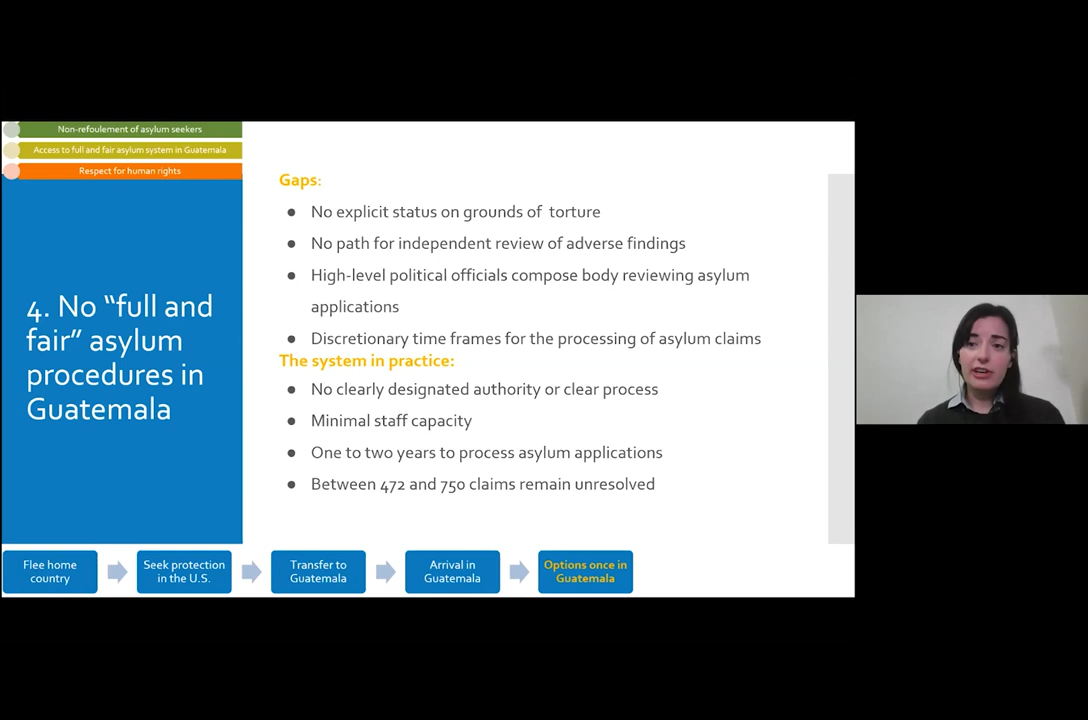 Non-refoulement of asylum seekers
Access to full and fair asylum system in Guatemala
Respect for human rights
4. No “full and
fair” asylum
procedures in
Guatemala
Gaps:
● No explicit status on grounds of torture
● No path for independent review of adverse findings
● High-level political officials compose body reviewing asylum
applications
● Discretionary time frames for the processing of asylum claims
The system in practice:
● No clearly designated authority or clear process
● Minimal staff capacity
● One to two years to process asylum applications
● Between 472 and 750 claims remain unresolved
Flee home
country
Seek protection
in the U.S.
Transfer to
Guatemala
Arrival in
Guatemala
Options once in
Guatemala